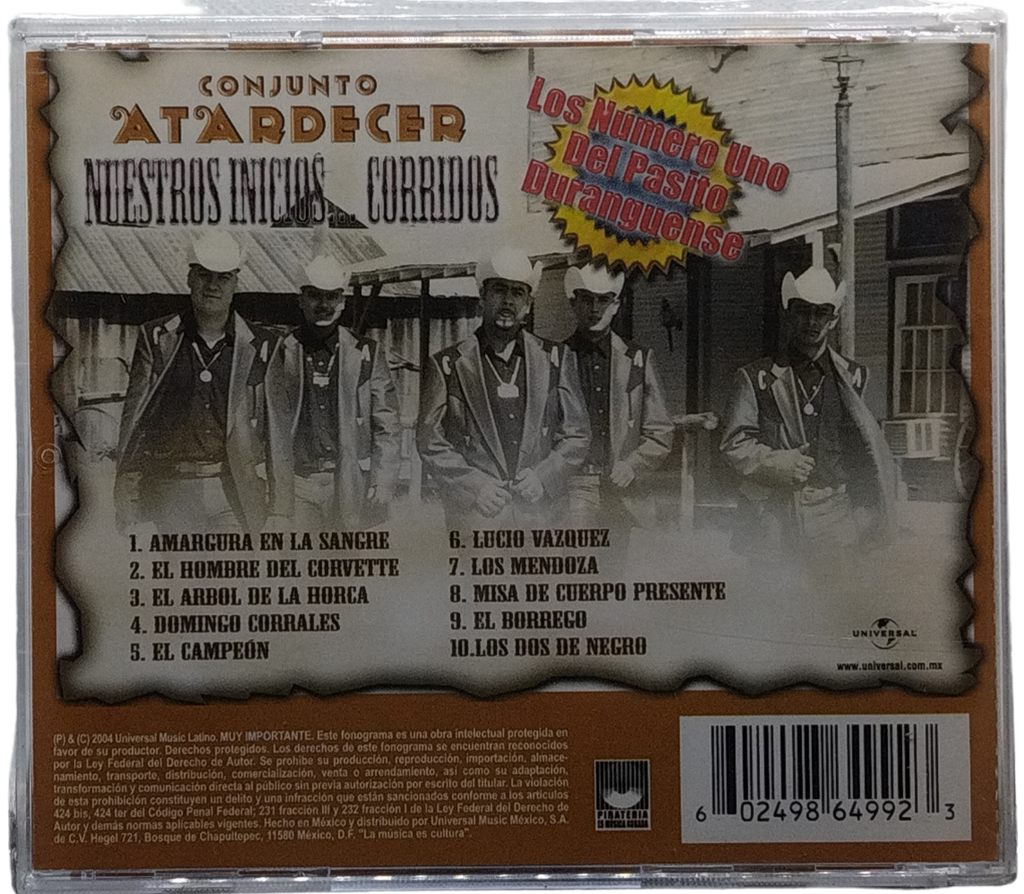 CONJUNTO
ATARDECER
NUESTROS INICIOS... CORRIDOS
Los Número Uno
Del Pasito
Duranguense
1. AMARGURA EN LA SANGRE
2. EL HOMBRE DEL CORVETTE
3. EL ARBOL DE LA HORCA
4. DOMINGO CORRALES
5. EL CAMPEÓN
6. LUCIO VAZQUEZ
7. LOS MENDOZA
8. MISA DE CUERPO PRESENTE
9. EL BORREGO
10.LOS DOS DE NEGRO
UNIVERSAL
www.universal.com.mx
(P) & (C) 2004 Universal Music Latino. MUY IMPORTANTE. Este fonograma es una obra intelectual protegida en
favor de su productor. Derechos protegidos. Los derechos de este fonograma se encuentran reconocidos
por la Ley Federal del Derecho de Autor. Se prohibe su producción, reproducción, importación, almace-
namiento, transporte, distribución, comercialización, venta o arrendamiento, así como su adaptación,
transformación y comunicación directa al público sin previa autorización por escrito del titular. La violación
de esta prohibición constituyen un delito y una infracción que están sancionados conforme a los artículos
424 bis, 424 ter del Código Penal Federal; 231 fracción III y 232 fracción I de la Ley Federal del Derecho de
Autor y demás normas aplicables vigentes. Hecho en México y distribuido por Universal Music México, S.A.
de C.V. Hegel 721, Bosque de Chapultepec, 11580 México, D.F. "La música es cultura".
PIRATERIA
LA MUSICA ROBADA
6 02498 64992 3